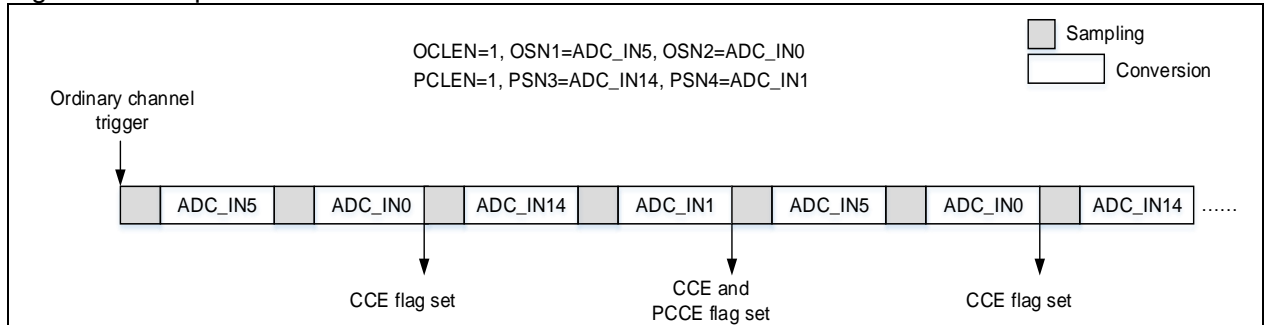 OCLEN=1, OSN1=ADC_IN5, OSN2=ADC_IN0
PCLEN=1, PSN3=ADC_IN14, PSN4=ADC_IN1
Sampling
Conversion
Ordinary channel
trigger
ADC_IN5
ADC_IN0
ADC_IN14
ADC_IN1
ADC_IN5
ADC_IN0
ADC_IN14
......
CCE flag set
CCE and
PCCE flag set
CCE flag set